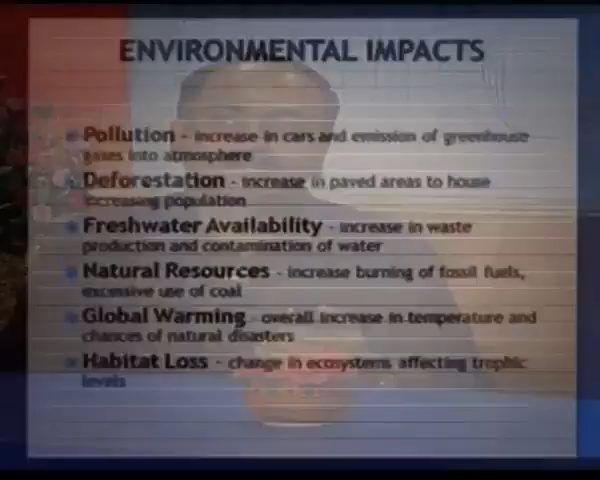 ENVIRONMENTAL IMPACTS
Pollution - increase in cars and emission of greenhouse
gases into atmosphere
Deforestation - increase in paved areas to house
increasing population
Freshwater Availability - increase in waste
production and contamination of water
Natural Resources - increase burning of fossil fuels,
excessive use of coal
Global Warming - overall increase in temperature and
chances of natural disasters
Habitat Loss - change in ecosystems affecting trophic
levels